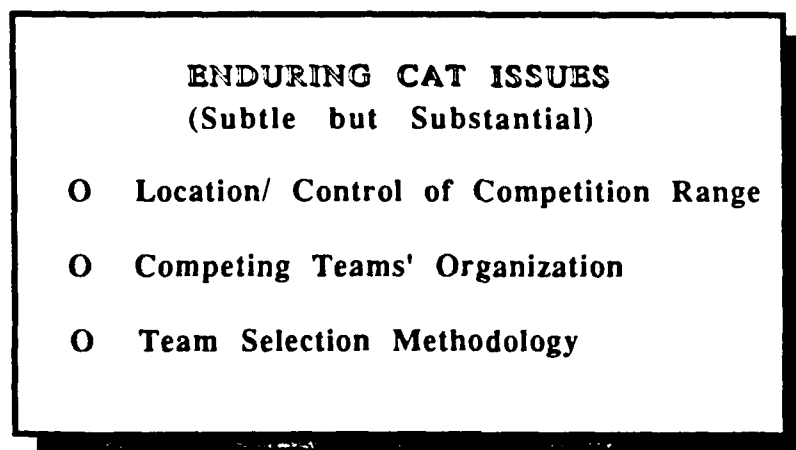 ENDURING CAT ISSUES
(Subtle but Substantial)
O Location/ Control of Competition Range
O Competing Teams' Organization
O Team Selection Methodology